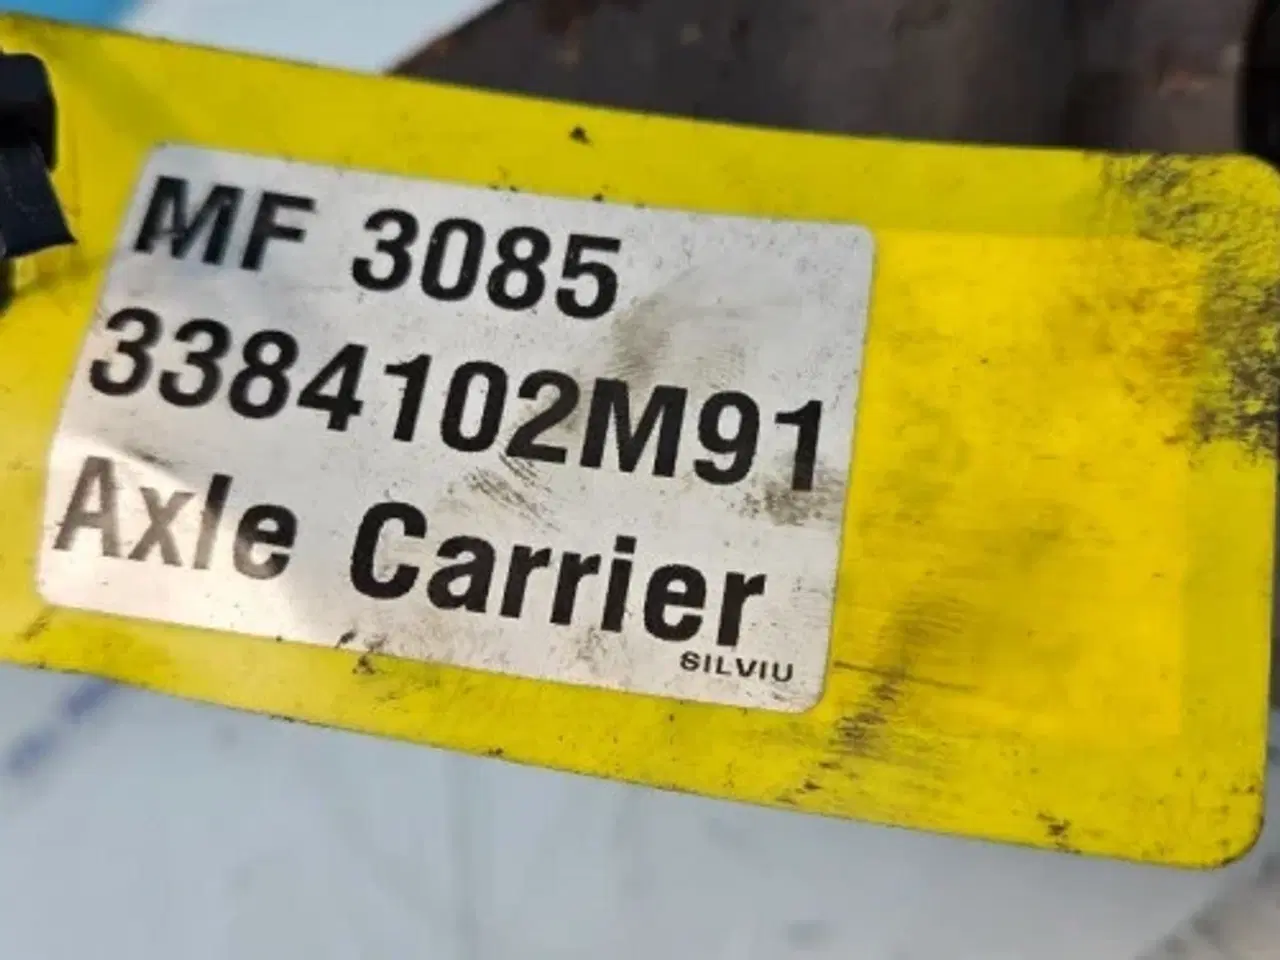 MF 3085
3384102M91
Axle Carrier
SILVIU